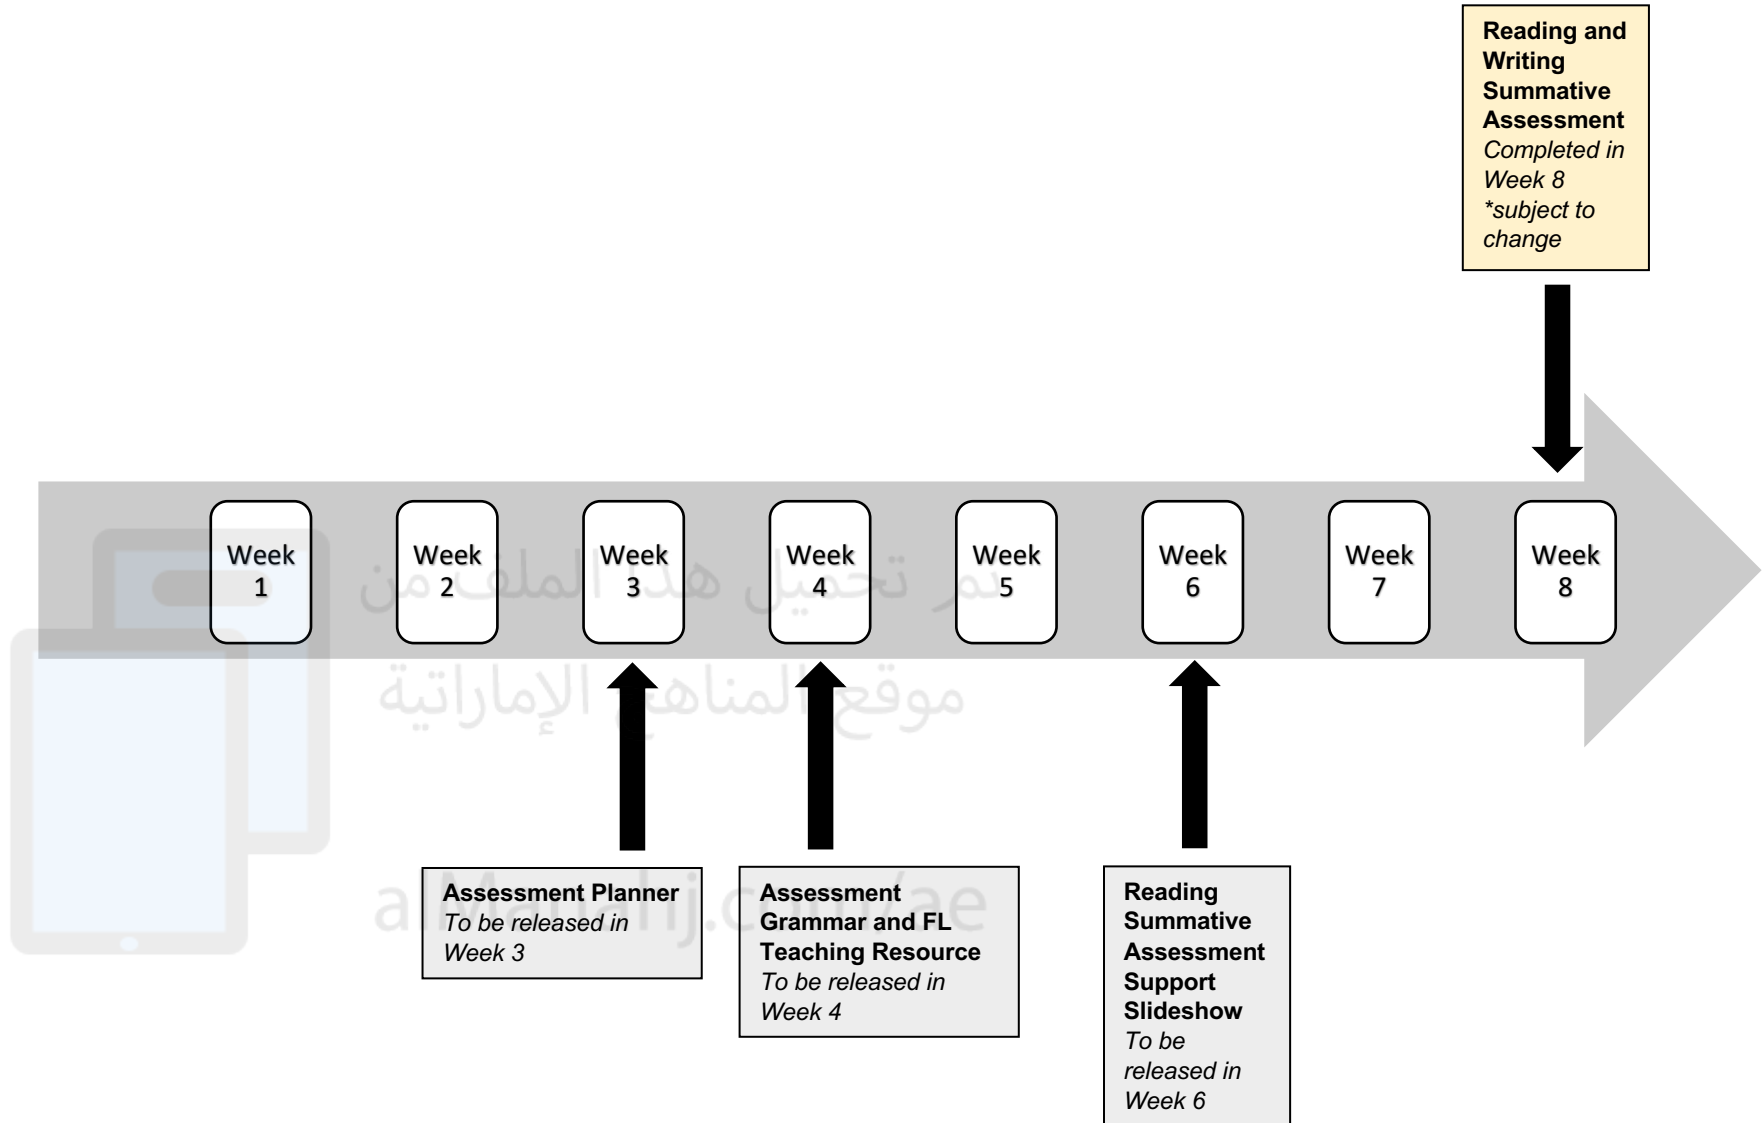 Reading and
Writing
Summative
Assessment
Completed in
Week 8
*subject to
change
Week
1
Week
2
Week
3
Week
4
Week
5
Week
6
Week
7
Week
8
تم تحميل هذا الملف من
موقع المناهج الإماراتية
alManahj.com/ae
Assessment Planner
To be released in
Week 3
Assessment
Grammar and FL
Teaching Resource
To be released in
Week 4
Reading
Summative
Assessment
Support
Slideshow
To be
released in
Week 6